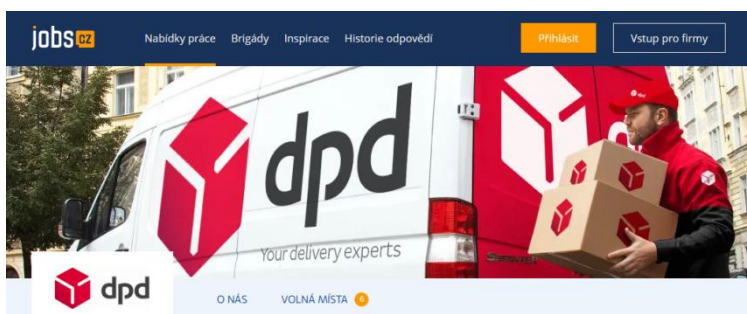 jobs cz
Nabídky práce Brigády Inspirace Historie odpovědí Přihlásit Vstup pro firmy
dpd
Your delivery experts
dpd
dpd O NÁS VOLNÁ MÍSTA 6